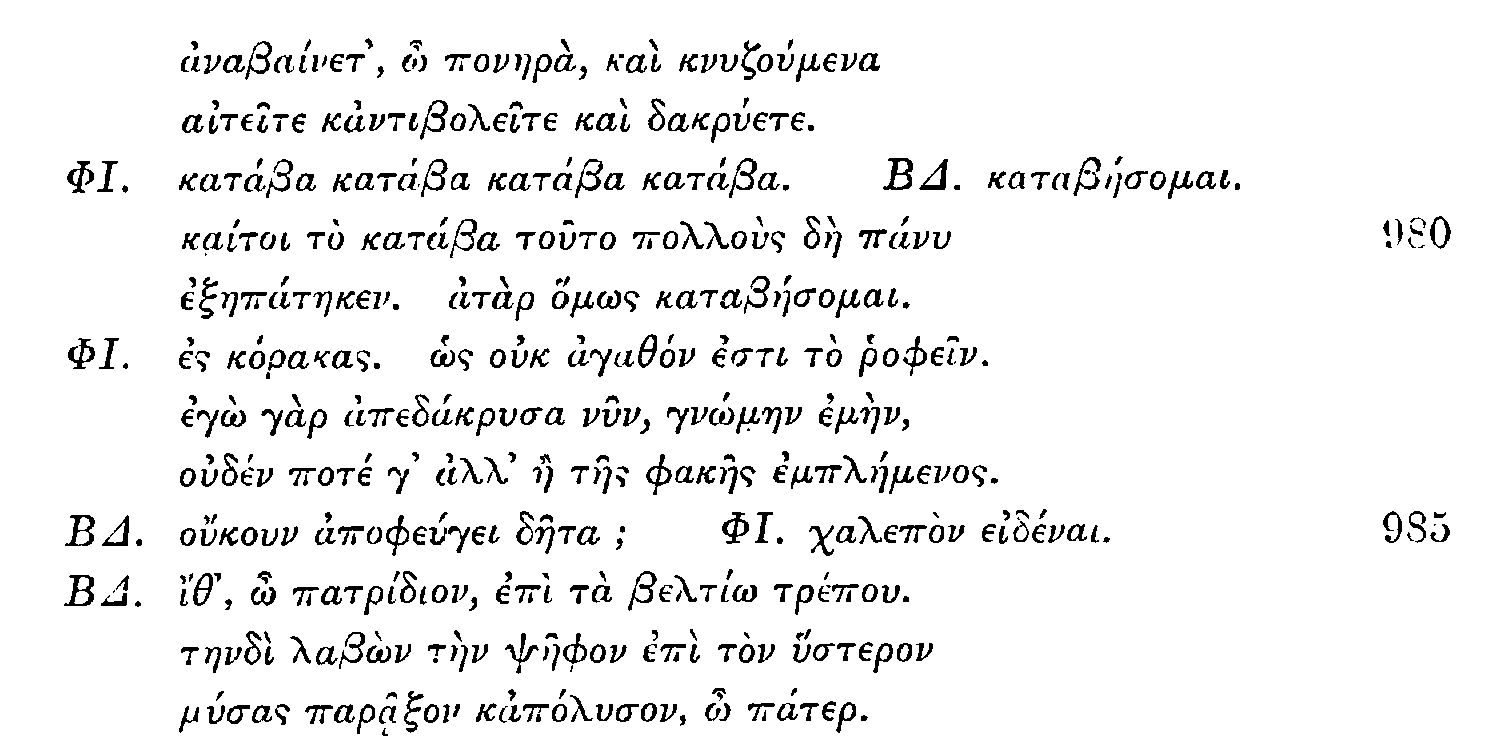 ἀναβαίνετ’, ὦ πονηρὰ, καὶ κνυζούμενα
αἰτεῖτε κἀντιβολεῖτε καὶ δακρύετε.
ΦΙ. κατάβα κατάβα κατάβα κατάβα. ΒΔ. καταβήσομαι.
καίτοι τὸ κατάβα τοῦτο πολλοὺς δὴ πάνυ 980
ἐξηπάτηκεν. ἀτὰρ ὅμως καταβήσομαι.
ΦΙ. ἐς κόρακας. ὡς οὐκ ἀγαθόν ἐστι τὸ ῥοφεῖν.
ἐγὼ γὰρ ἀπεδάκρυσα νῦν, γνώμην ἐμὴν,
οὐδέν ποτέ γ’ ἀλλ’ ἢ τῆς φακῆς ἐμπλήμενος.
ΒΔ. οὔκουν ἀποφεύγει δῆτα ; ΦΙ. χαλεπὸν εἰδέναι. 985
ΒΔ. ἴθ’, ὦ πατρίδιον, ἐπὶ τὰ βελτίω τρέπου.
τηνδὶ λαβὼν τὴν ψῆφον ἐπὶ τὸν ὕστερον
μύσας παρᾷξον κἀπόλυσον, ὦ πάτερ.